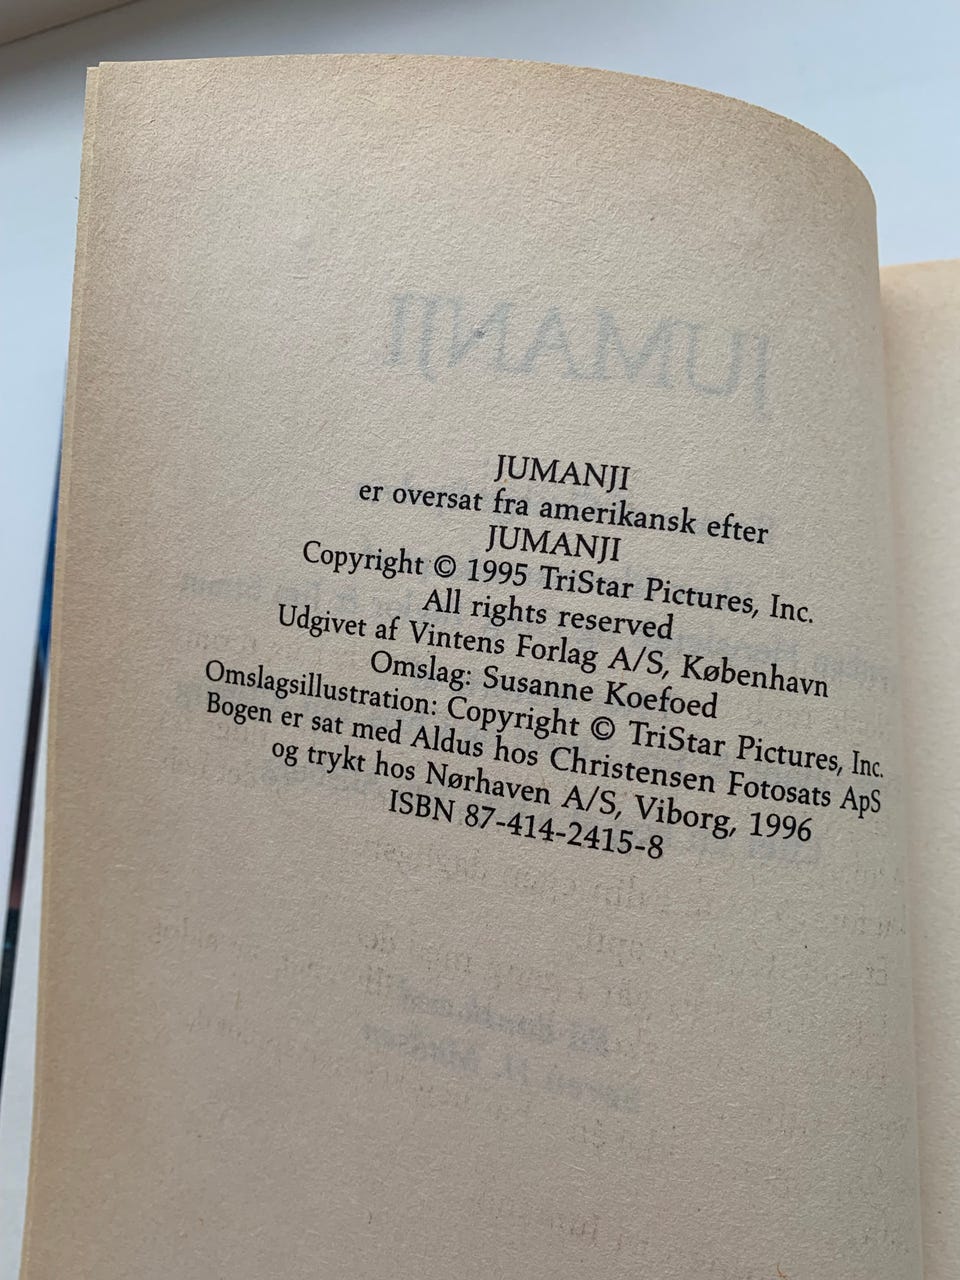 JUMANJI
JUMANJI
er oversat fra amerikansk efter
JUMANJI
Copyright © 1995 TriStar Pictures, Inc.
All rights reserved
Udgivet af Vintens Forlag A/S, København
Omslag: Susanne Koefoed
Omslagsillustration: Copyright © TriStar Pictures, Inc.
Bogen er sat med Aldus hos Christensen Fotosats ApS
og trykt hos Nørhaven A/S, Viborg, 1996
ISBN 87-414-2415-8